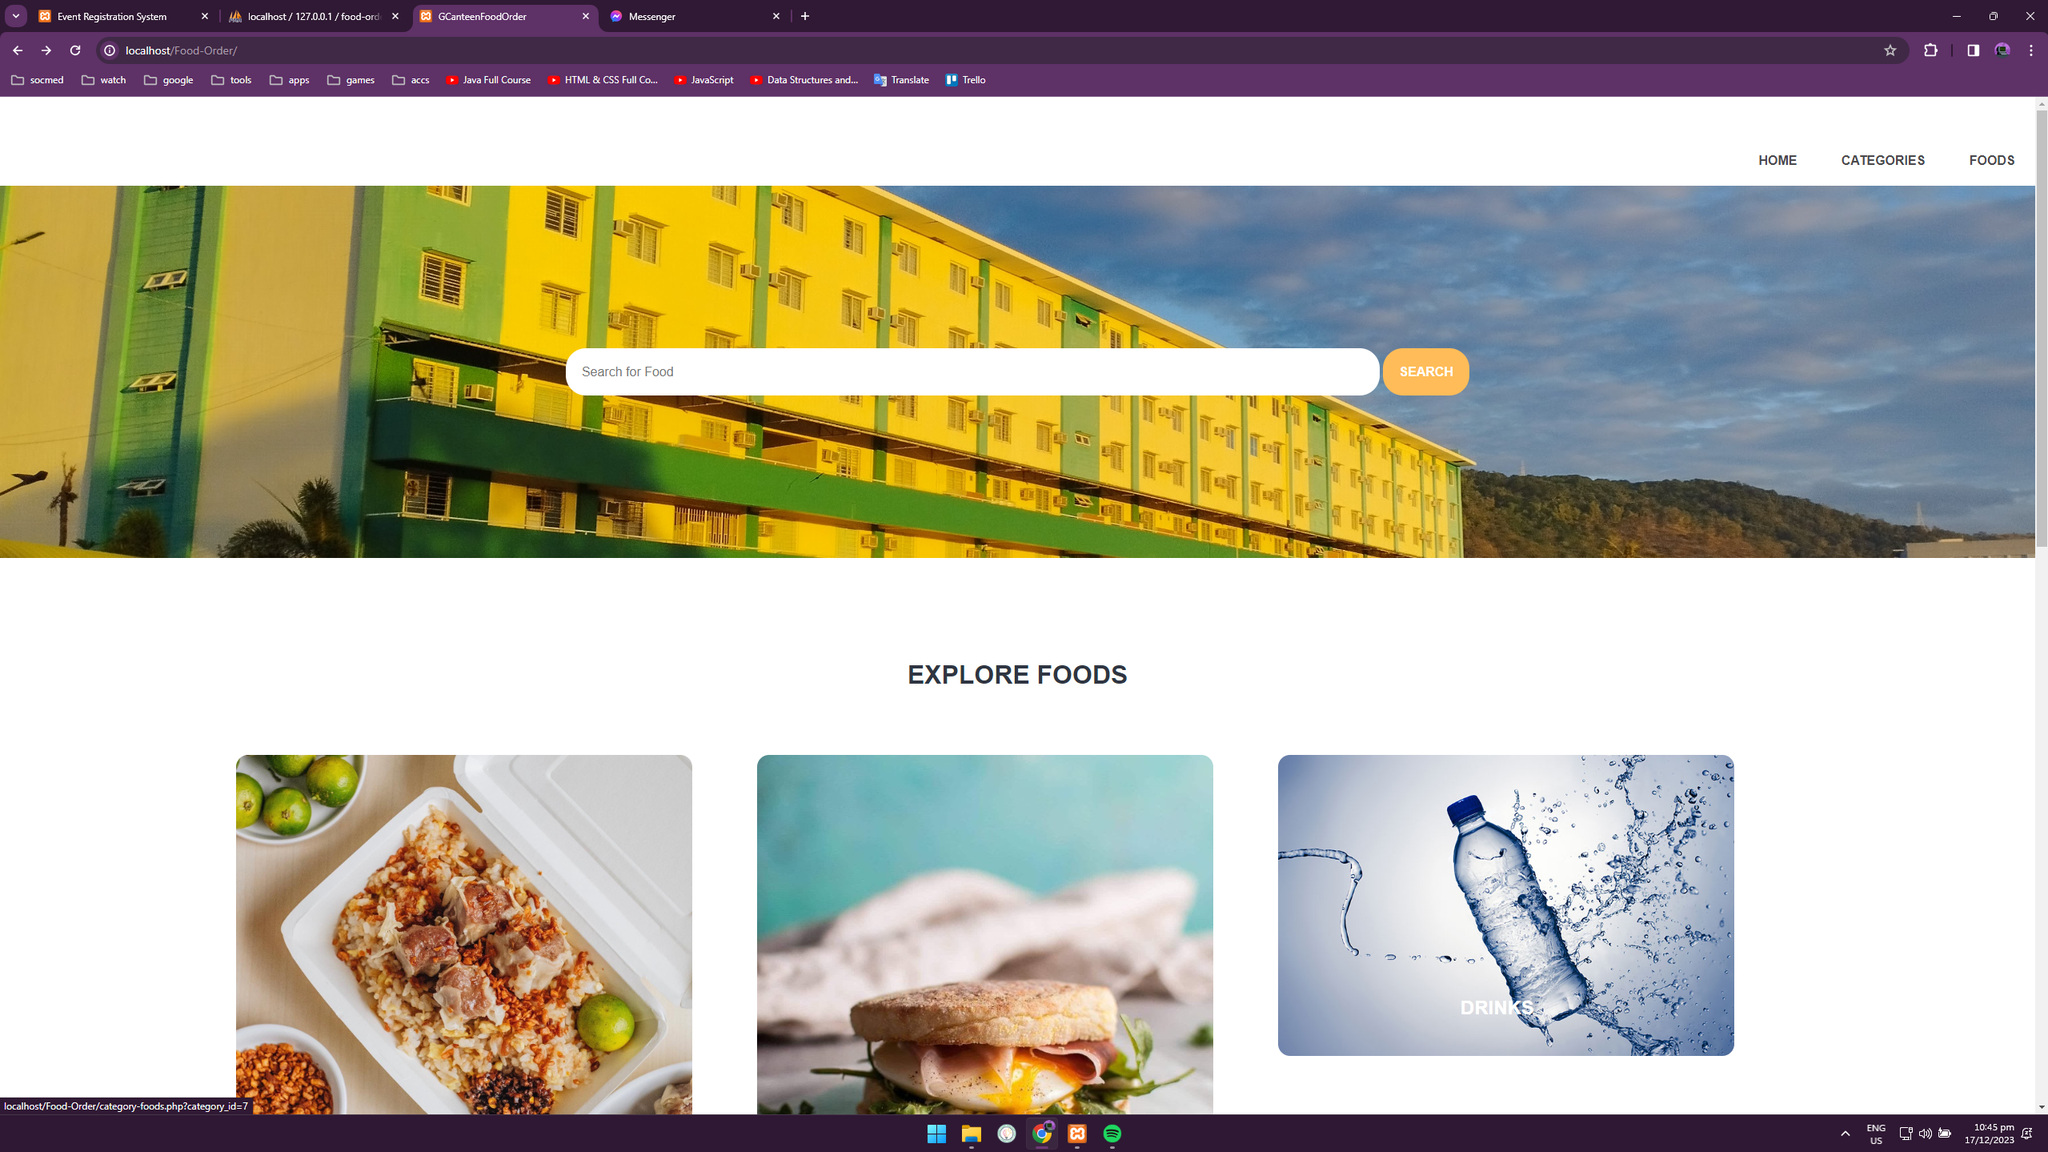 Event Registration System
localhost / 127.0.0.1 / food-ord
GCanteenFoodOrder
Messenger
localhost/Food-Order/
socmed
watch
google
tools
apps
games
accs
Java Full Course
HTML & CSS Full Co...
JavaScript
Data Structures and...
Translate
Trello
HOME
CATEGORIES
FOODS
Search for Food
SEARCH
EXPLORE FOODS
DRINKS
localhost/Food-Order/category-foods.php?category_id=7
ENG
US
10:45 pm
17/12/2023